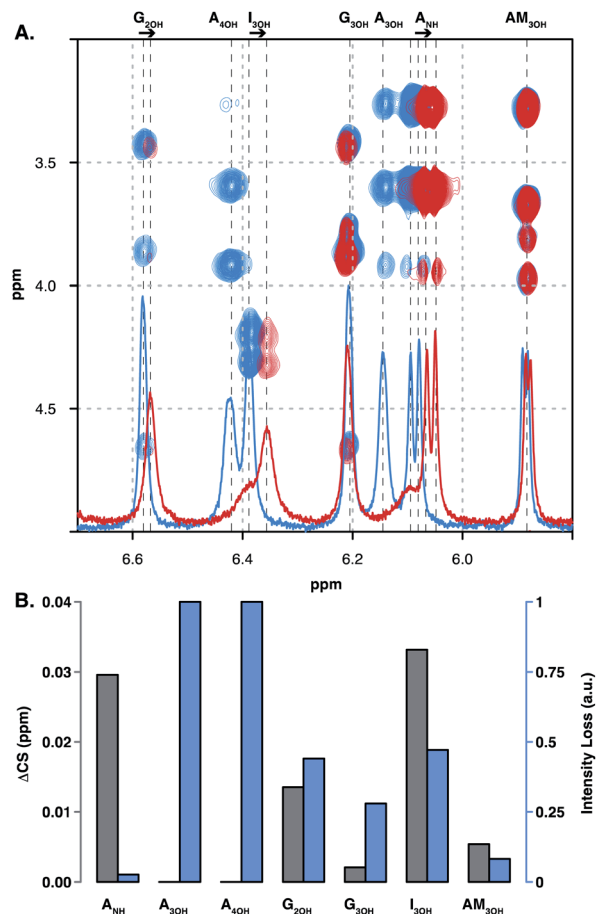 G2OH A4OH I3OH G3OH A3OH ANH AM3OH
A.
3.5
4.0
4.5
ppm
6.6 6.4 6.2 6.0
ppm
B.
0.04
0.03
0.02
0.01
0.00
ΔCS (ppm)
1
0.75
0.5
0.25
0
Intensity Loss (a.u.)
ANH A3OH A4OH G2OH G3OH I3OH AM3OH